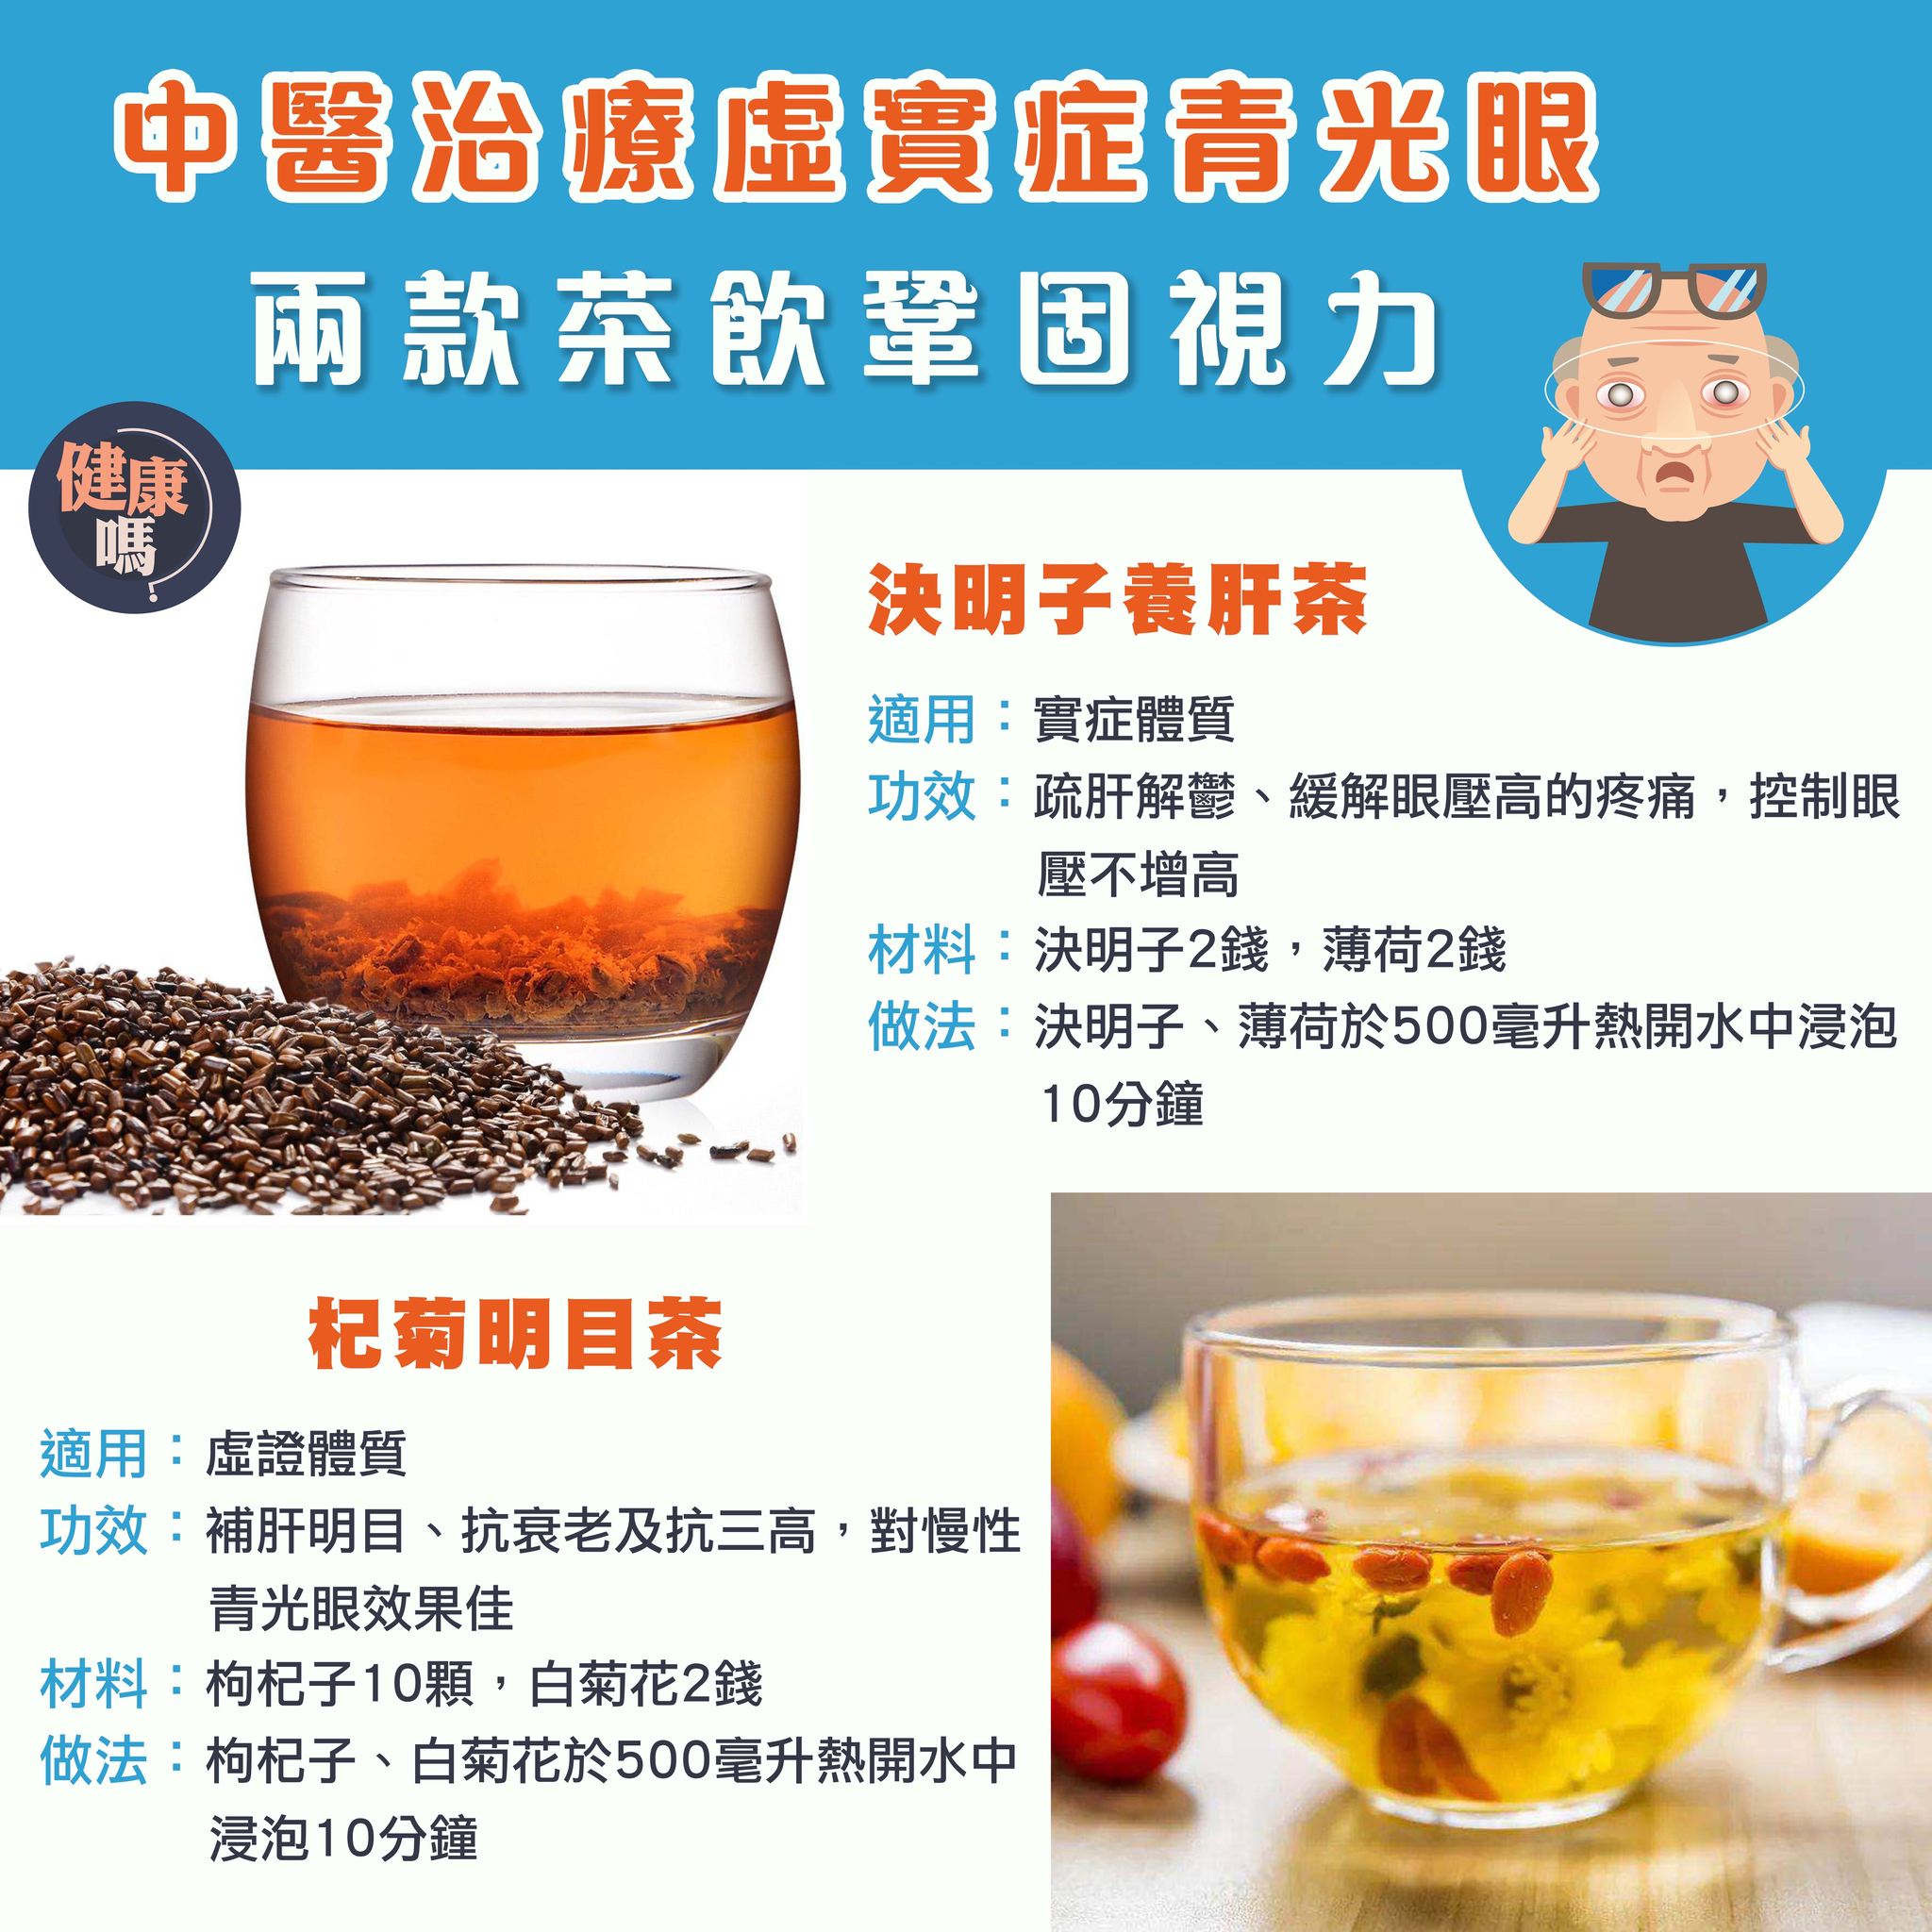 中醫治療虛實症青光眼
兩款茶飲鞏固視力
健康
嗎?
決明子養肝茶
適用：實症體質
功效：疏肝解鬱、緩解眼壓高的疼痛，控制眼
壓不增高
材料：決明子2錢，薄荷2錢
做法：決明子、薄荷於500毫升熱開水中浸泡
10分鐘
杞菊明目茶
適用：虛證體質
功效：補肝明目、抗衰老及抗三高，對慢性
青光眼效果佳
材料：枸杞子10顆，白菊花2錢
做法：枸杞子、白菊花於500毫升熱開水中
浸泡10分鐘